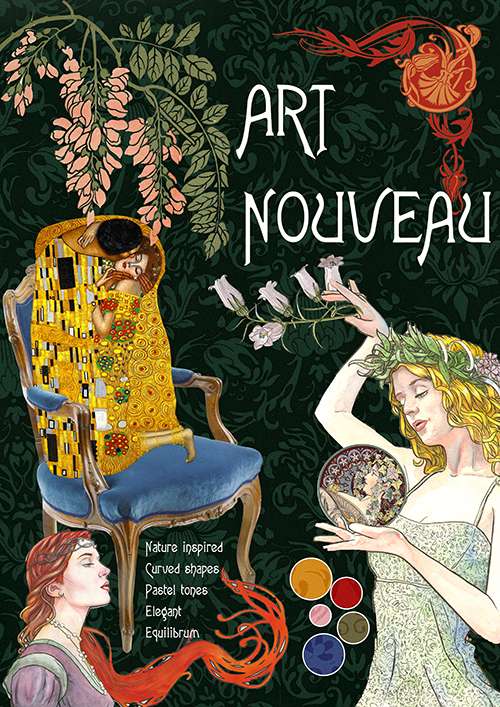 ART
NOUVEAU
Nature inspired
Curved shapes
Pastel tones
Elegant
Equilibrum